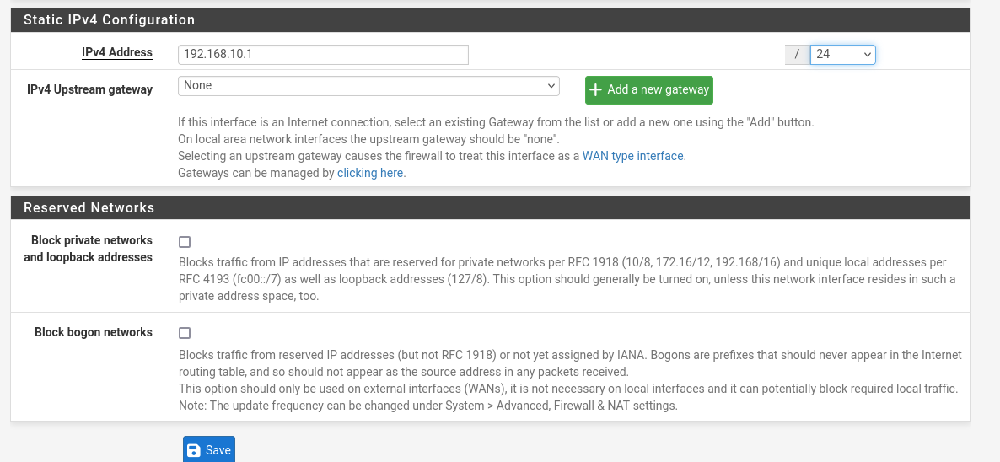 Static IPv4 Configuration
IPv4 Address
192.168.10.1
/
24
IPv4 Upstream gateway
None
Add a new gateway
If this interface is an Internet connection, select an existing Gateway from the list or add a new one using the "Add" button.
On local area network interfaces the upstream gateway should be "none".
Selecting an upstream gateway causes the firewall to treat this interface as a WAN type interface.
Gateways can be managed by clicking here.
Reserved Networks
Block private networks
and loopback addresses
Blocks traffic from IP addresses that are reserved for private networks per RFC 1918 (10/8, 172.16/12, 192.168/16) and unique local addresses per
RFC 4193 (fc00::/7) as well as loopback addresses (127/8). This option should generally be turned on, unless this network interface resides in such a
private address space, too.
Block bogon networks
Blocks traffic from reserved IP addresses (but not RFC 1918) or not yet assigned by IANA. Bogons are prefixes that should never appear in the Internet
routing table, and so should not appear as the source address in any packets received.
This option should only be used on external interfaces (WANs), it is not necessary on local interfaces and it can potentially block required local traffic.
Note: The update frequency can be changed under System > Advanced, Firewall & NAT settings.
Save